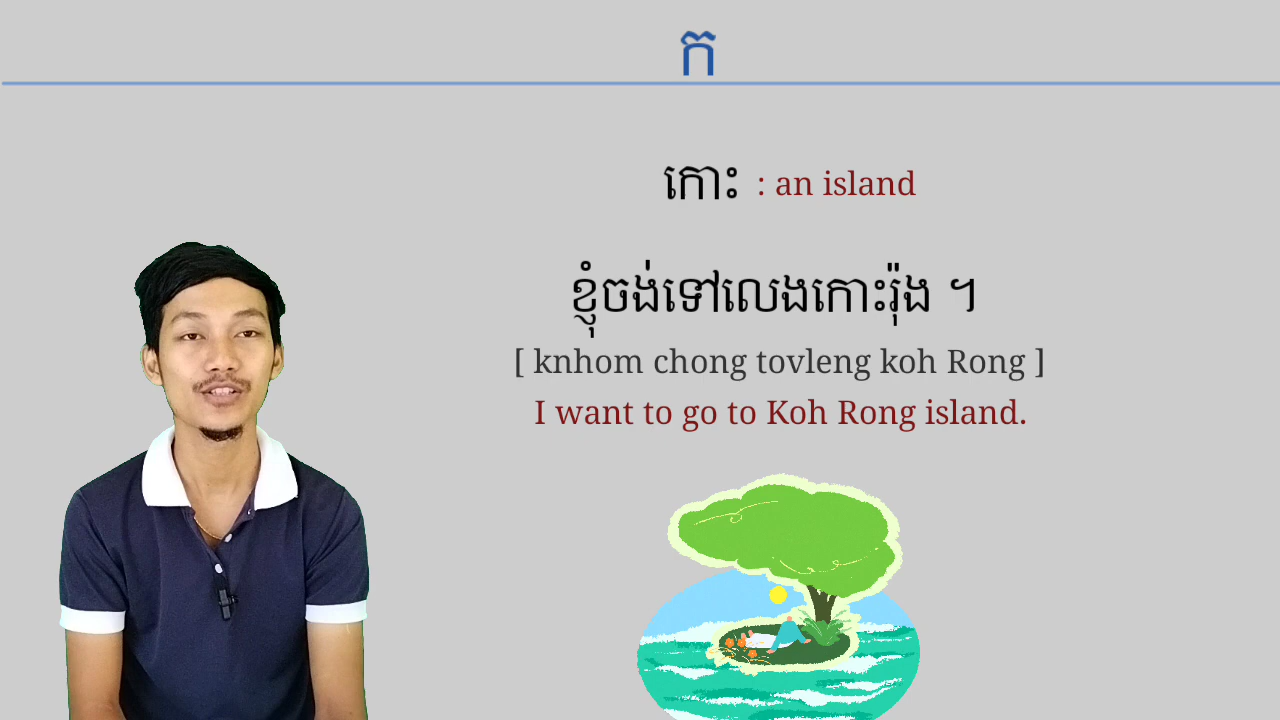 ក
កោះ : an island
ខ្ញុំចង់ទៅលេងកោះរ៉ុង ។
[ knhom chong tovleng koh Rong ]
I want to go to Koh Rong island.